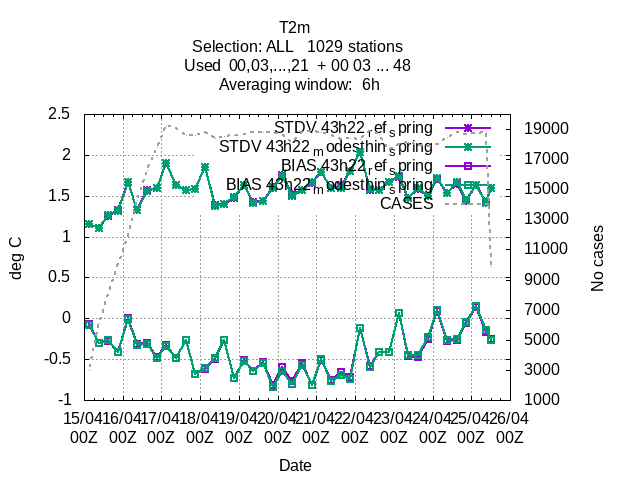 T2m
Selection: ALL   1029 stations
Used  00,03,...,21  + 00 03 ... 48
Averaging window:  6h
STDV 43h22_ref_spring
STDV 43h22_modesthin_spring
BIAS 43h22_ref_spring
BIAS 43h22_modesthin_spring
CASES
2.5
2
1.5
1
0.5
0
-0.5
-1
deg C
19000
17000
15000
13000
11000
9000
7000
5000
3000
1000
No cases
15/04 16/04 17/04 18/04 19/04 20/04 21/04 22/04 23/04 24/04 25/04 26/04
00Z 00Z 00Z 00Z 00Z 00Z 00Z 00Z 00Z 00Z 00Z 00Z
Date